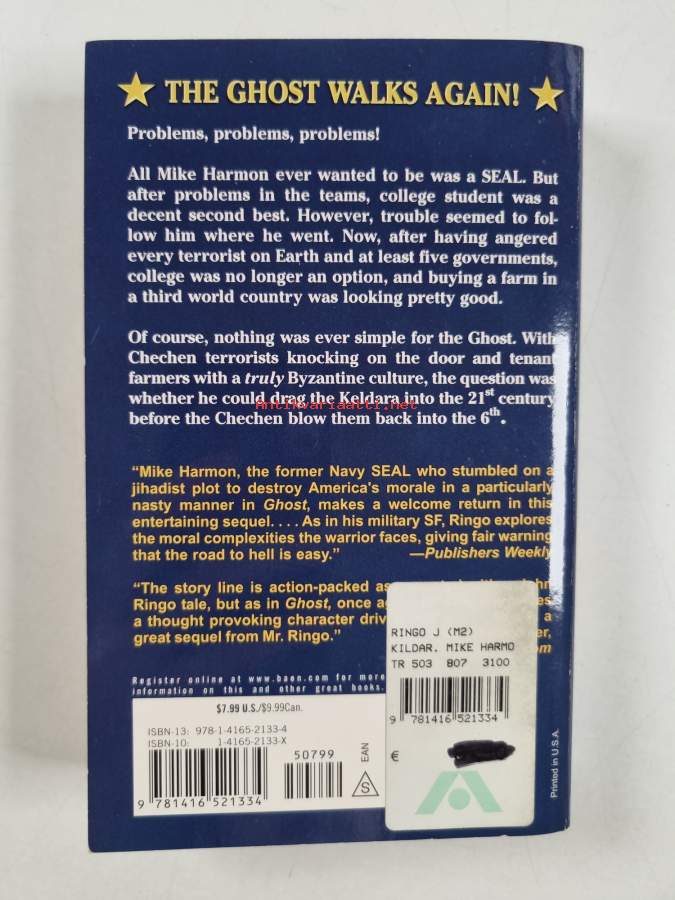 THE GHOST WALKS AGAIN!
Problems, problems, problems!
All Mike Harmon ever wanted to be was a SEAL. But
after problems in the teams, college student was a
decent second best. However, trouble seemed to fol-
low him where he went. Now, after having angered
every terrorist on Earth and at least five governments,
college was no longer an option, and buying a farm in
a third world country was looking pretty good.
Of course, nothing was ever simple for the Ghost. With
Chechen terrorists knocking on the door and tenant
farmers with a truly Byzantine culture, the question was
whether he could drag the Keldara into the 21st century
Antikvariaatti.net
before the Chechen blow them back into the 6th.
"Mike Harmon, the former Navy SEAL who stumbled on a
jihadist plot to destroy America's morale in a particularly
nasty manner in Ghost, makes a welcome return in this
entertaining sequel. . . . As in his military SF, Ringo explores
the moral complexities the warrior faces, giving fair warning
that the road to hell is easy." —Publishers Weekly
"The story line is action-packed as
Ringo tale, but as in Ghost, once
a thought provoking character a
great sequel from Mr. Ringo."
Register online at www.baen.com for more
information on this and other great books.
$7.99 U.S./$9.99Can.
ISBN-13: 978-1-4165-2133-4
ISBN-10: 1-4165-2133-X
50799
EAN
S
9 781416 521334
RINGO J (M2)
KILDAR. MIKE HARMO
TR 503 807 3100
9 781416 521334
€
Printed in U.S.A.